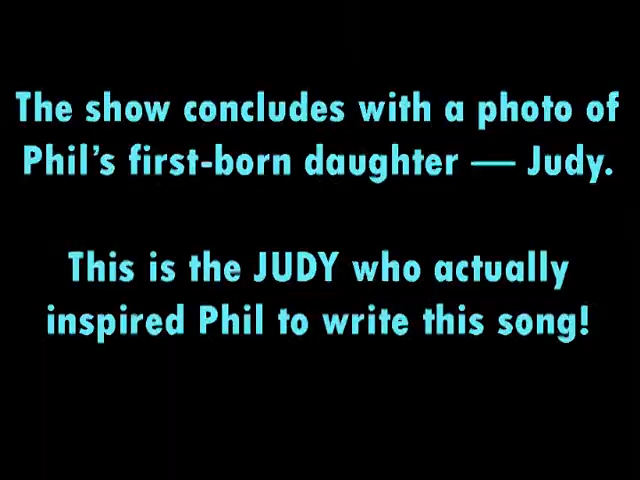 The show concludes with a photo of
Phil’s first-born daughter — Judy.
This is the JUDY who actually
inspired Phil to write this song!